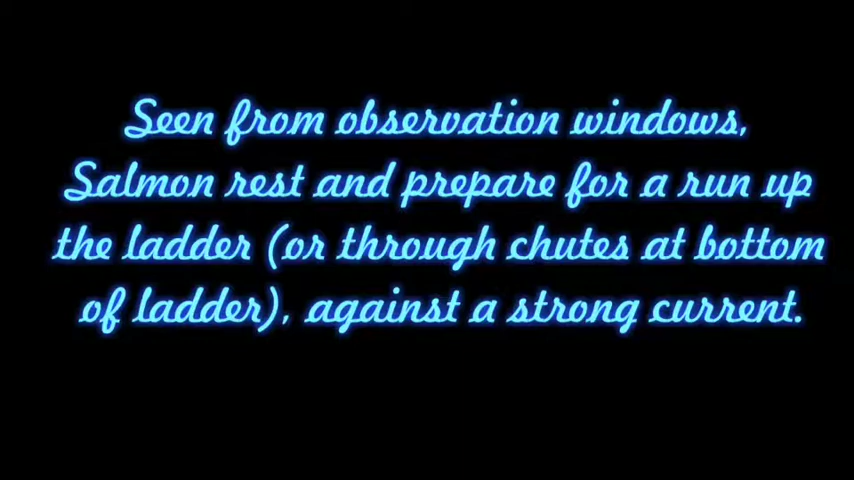 Seen from observation windows,
Salmon rest and prepare for a run up
the ladder (or through chutes at bottom
of ladder), against a strong current.